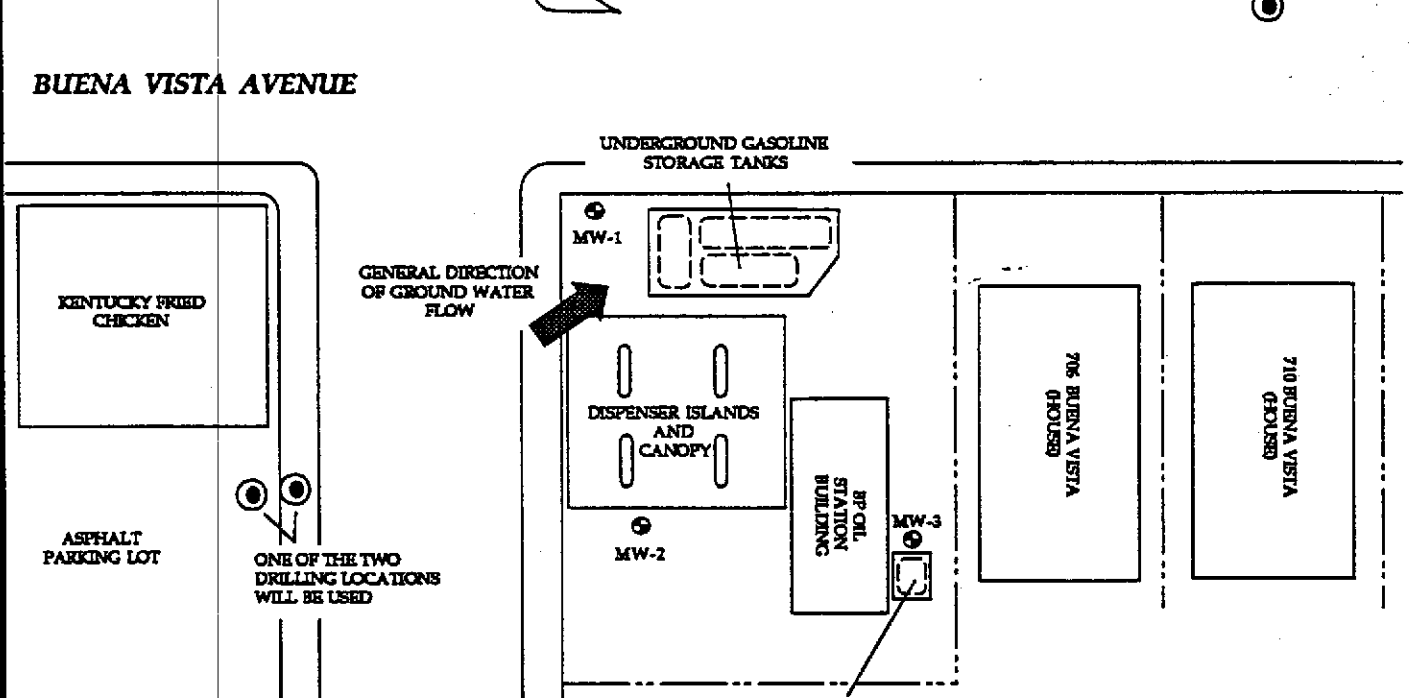 BUENA VISTA AVENUE
UNDERGROUND GASOLINE
STORAGE TANKS
MW-1
GENERAL DIRECTION
OF GROUND WATER
FLOW
KENTUCKY FRIED
CHICKEN
DISPENSER ISLANDS
AND
CANOPY
706 BUENA VISTA
(HOUSE)
710 BUENA VISTA
(HOUSE)
BP OIL
STATION
BUILDING
MW-3
MW-2
ASPHALT
PARKING LOT
ONE OF THE TWO
DRILLING LOCATIONS
WILL BE USED